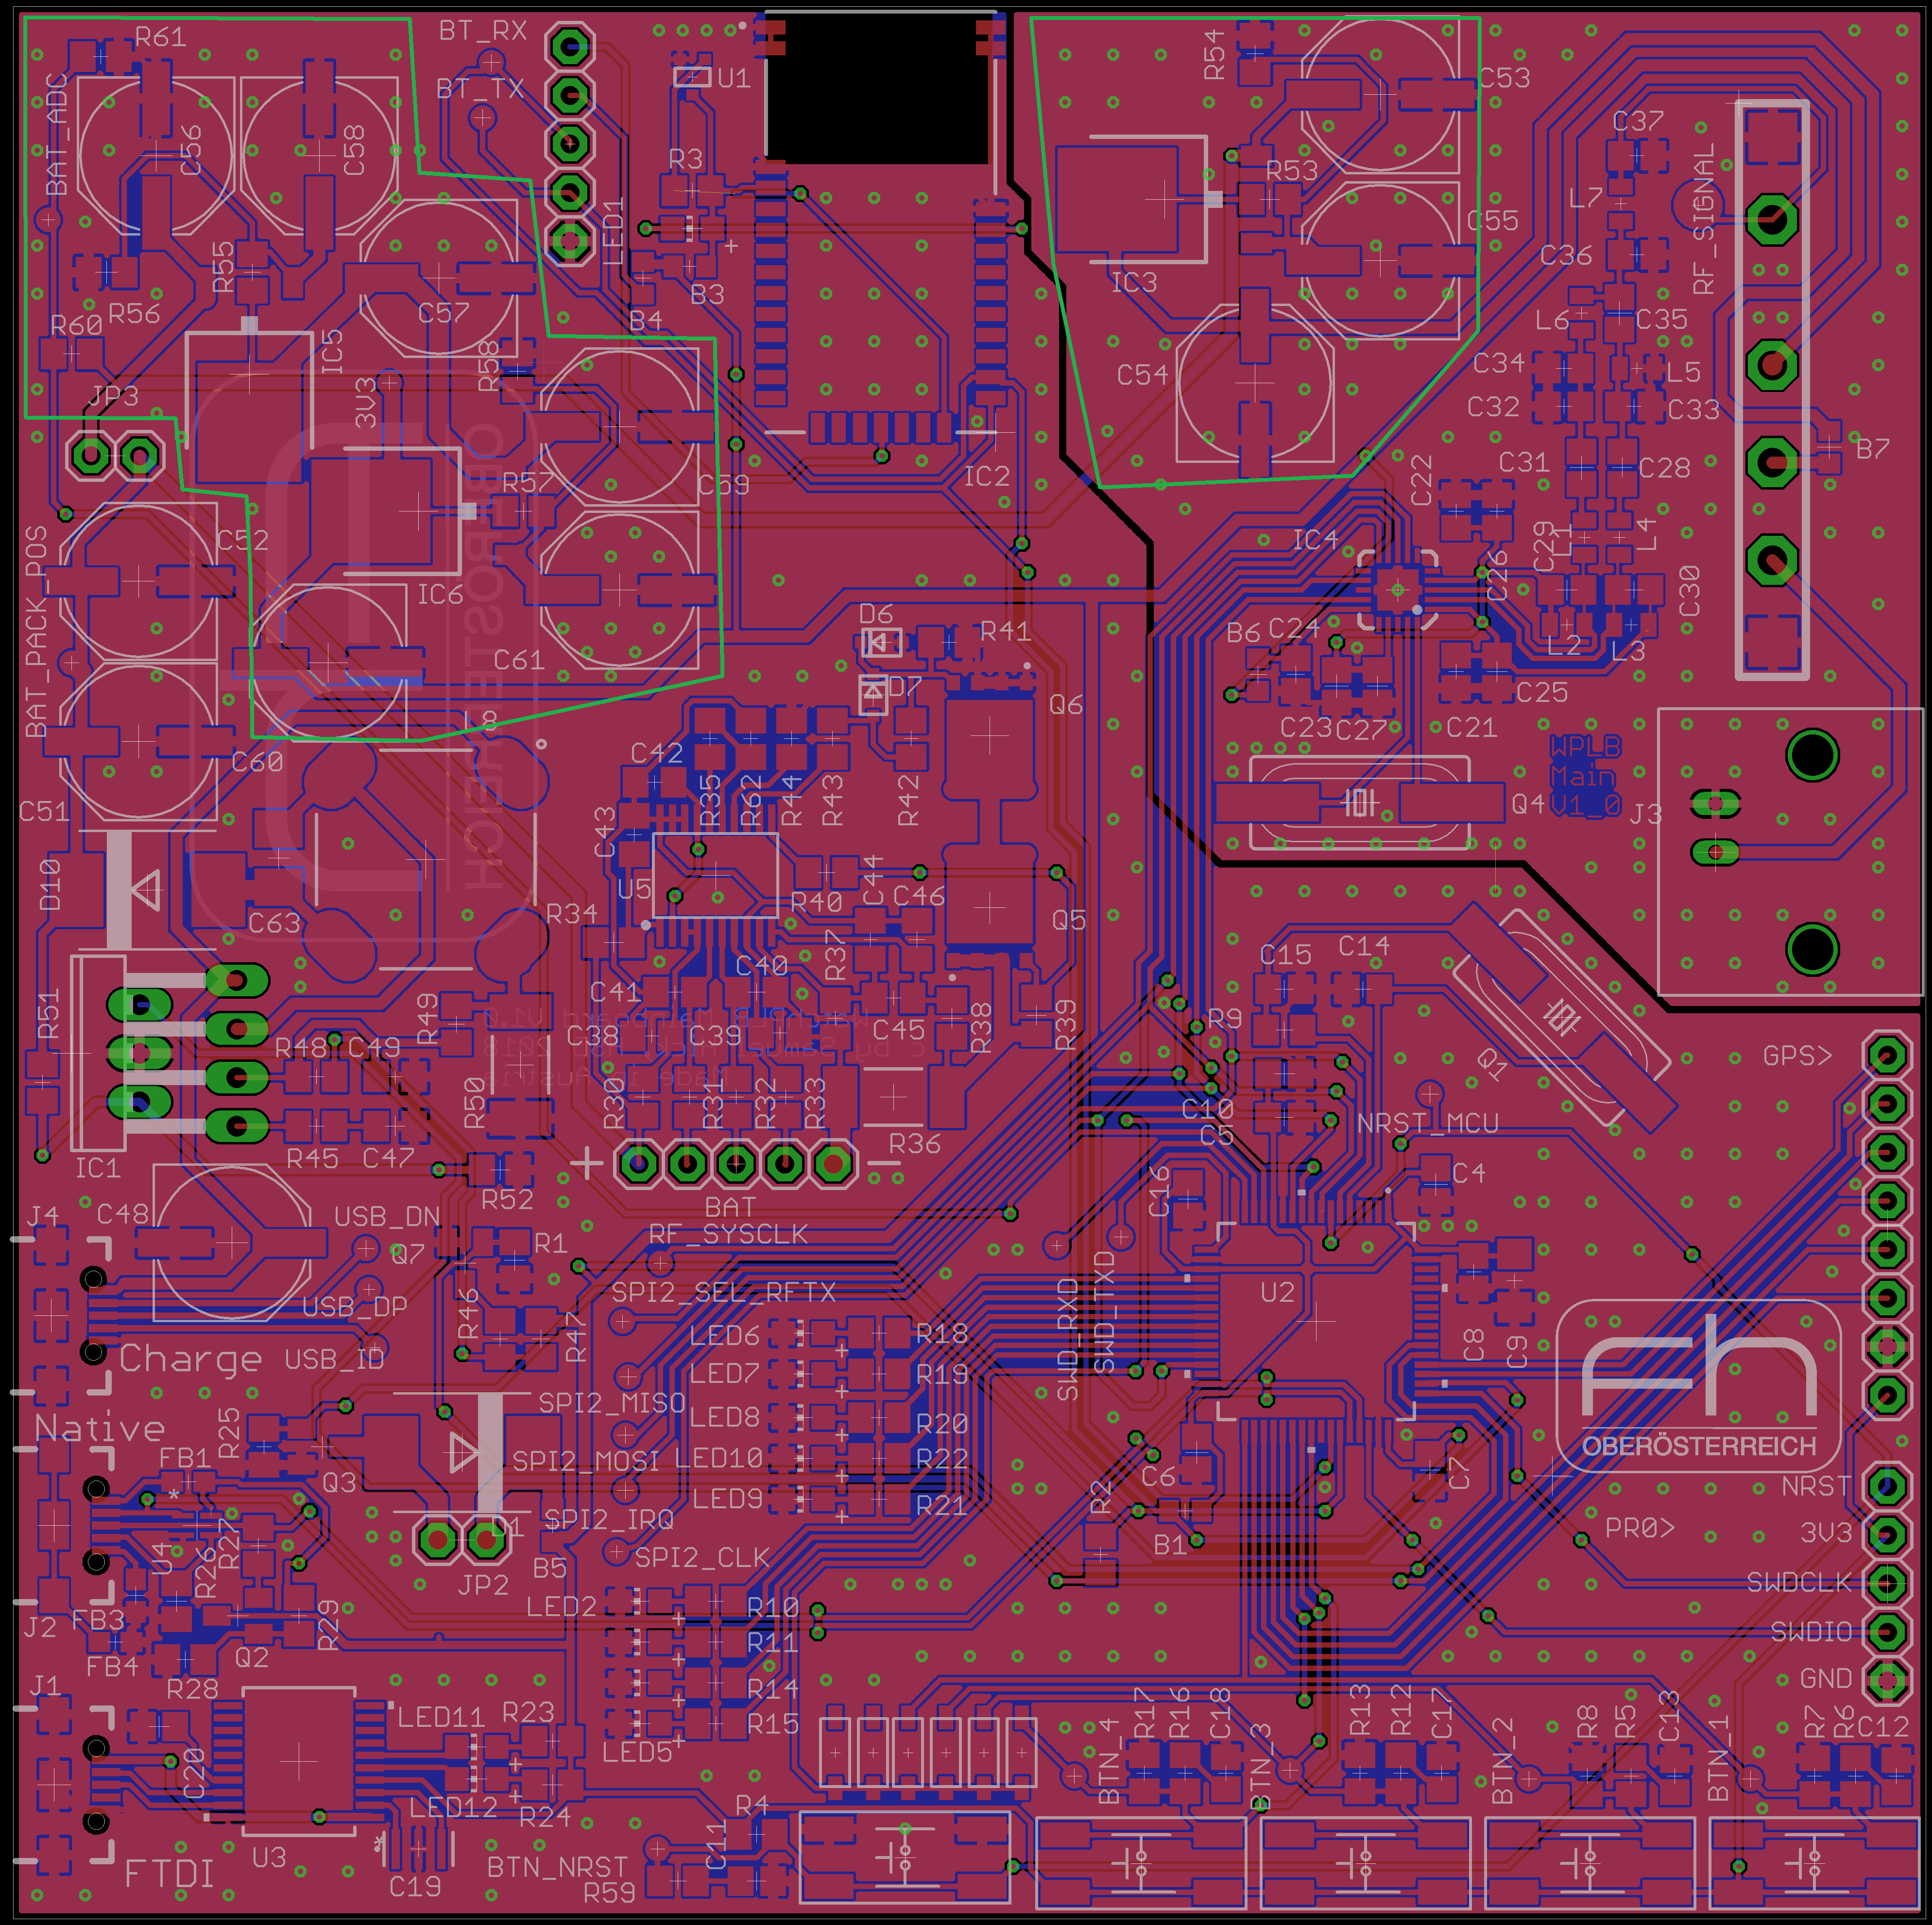 R61
BT_RX
U1
R54
C53
BAT_ADC
C56
C58
BT_TX
R3
LED1
C37
L7
RF_SIGNAL
R53
C55
R55
R56
C57
B3
B4
IC3
C36
R60
IC5
R58
L6
C35
JP3
3V3
C54
C34
L5
C32
C33
B7
R57
C59
IC2
C22
C31
C28
C52
IC4
C29
L1
L4
C26
C30
BAT_PACK_POS
IC6
C61
D6
R41
B6
C24
L2
L3
D7
Q6
C25
L8
C23
C27
C21
C60
C42
WPLB
Main
V1_0
C51
R35
R62
R44
R43
R42
Q4
J3
C43
D10
U5
R40
C44
C46
C63
R34
Q5
R37
C15
C14
C40
C41
R51
R49
C38
C39
C45
R38
R39
R9
GPS>
Q1
R48
C49
R50
R30
R31
R32
R33
C10
C5
NRST_MCU
IC1
R45
C47
R36
R52
C16
C4
BAT
J4
C48
USB_DN
RF_SYSCLK
Q7
R1
USB_DP
SPI2_SEL_RFTX
SWD_RXD
SWD_TXD
U2
R46
R47
LED6
R18
Charge
USB_ID
LED7
R19
C8
C9
SPI2_MISO
LED8
R20
Native
R25
OBERÖSTERREICH
FB1
SPI2_MOSI
LED10
R22
Q3
LED9
R21
C6
C7
R2
NRST
D1
SPI2_IRQ
PR0>
3V3
U4
R26
R27
B5
SPI2_CLK
B1
JP2
SWDCLK
J2
FB3
R29
LED2
R10
SWDIO
FB4
Q2
R11
GND
J1
R28
R14
LED11
R23
R15
LED5
C20
LED12
R24
BTN_4
R17
R16
C18
BTN_3
R13
R12
C17
BTN_2
R8
R5
C13
BTN_1
R7
R6
C12
R4
C11
U3
FTDI
C19
BTN_NRST
R59